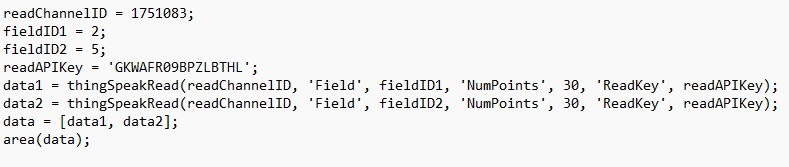 readChannelID = 1751083;
fieldID1 = 2;
fieldID2 = 5;
readAPIKey = 'GKWAFR09BPZLBTHL';
data1 = thingSpeakRead(readChannelID, 'Field', fieldID1, 'NumPoints', 30, 'ReadKey', readAPIKey);
data2 = thingSpeakRead(readChannelID, 'Field', fieldID2, 'NumPoints', 30, 'ReadKey', readAPIKey);
data = [data1, data2];
area(data);